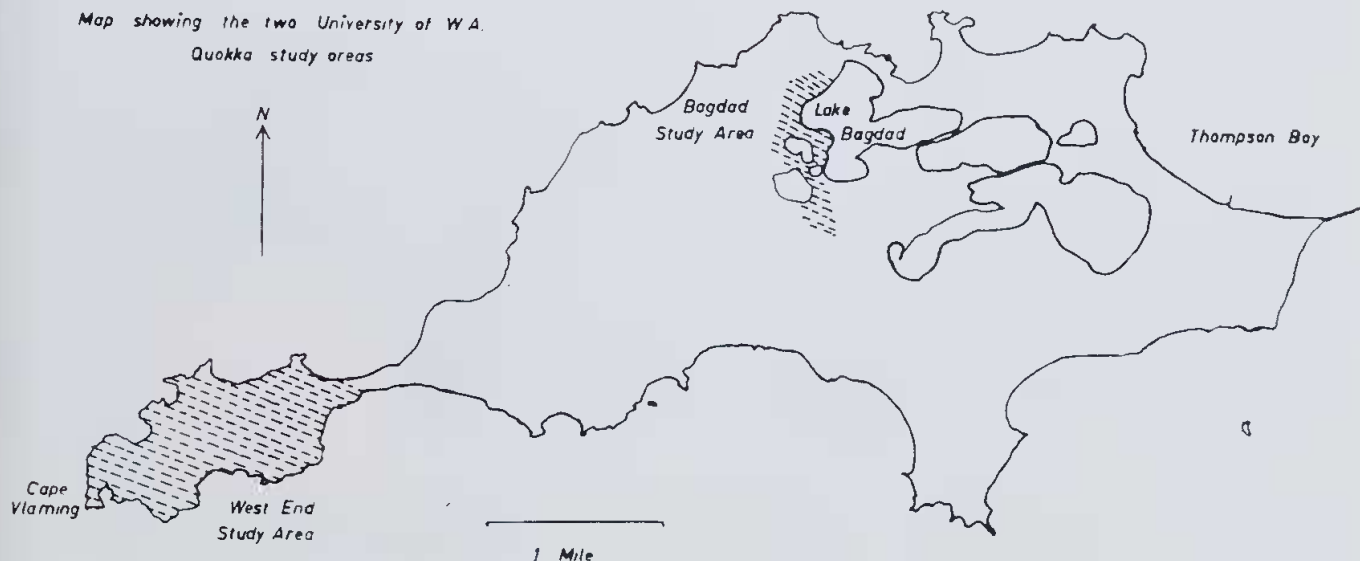 Map showing the two University of W.A.
Quokka study areas
N
Bagdad
Study Area
Lake
Bagdad
Thompson Bay
Cape
Vlaming
West End
Study Area
1 Mile